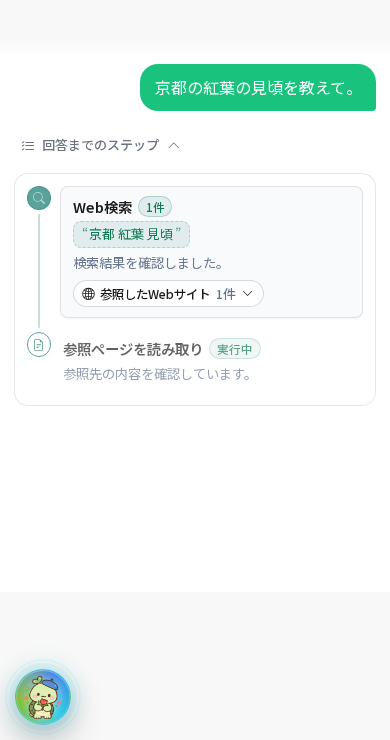 京都の紅葉の見頃を教えて。
回答までのステップ
Web検索 1件
“京都 紅葉 見頃”
検索結果を確認しました。
参照したWebサイト 1件
参照ページを読み取り 実行中
参照先の内容を確認しています。